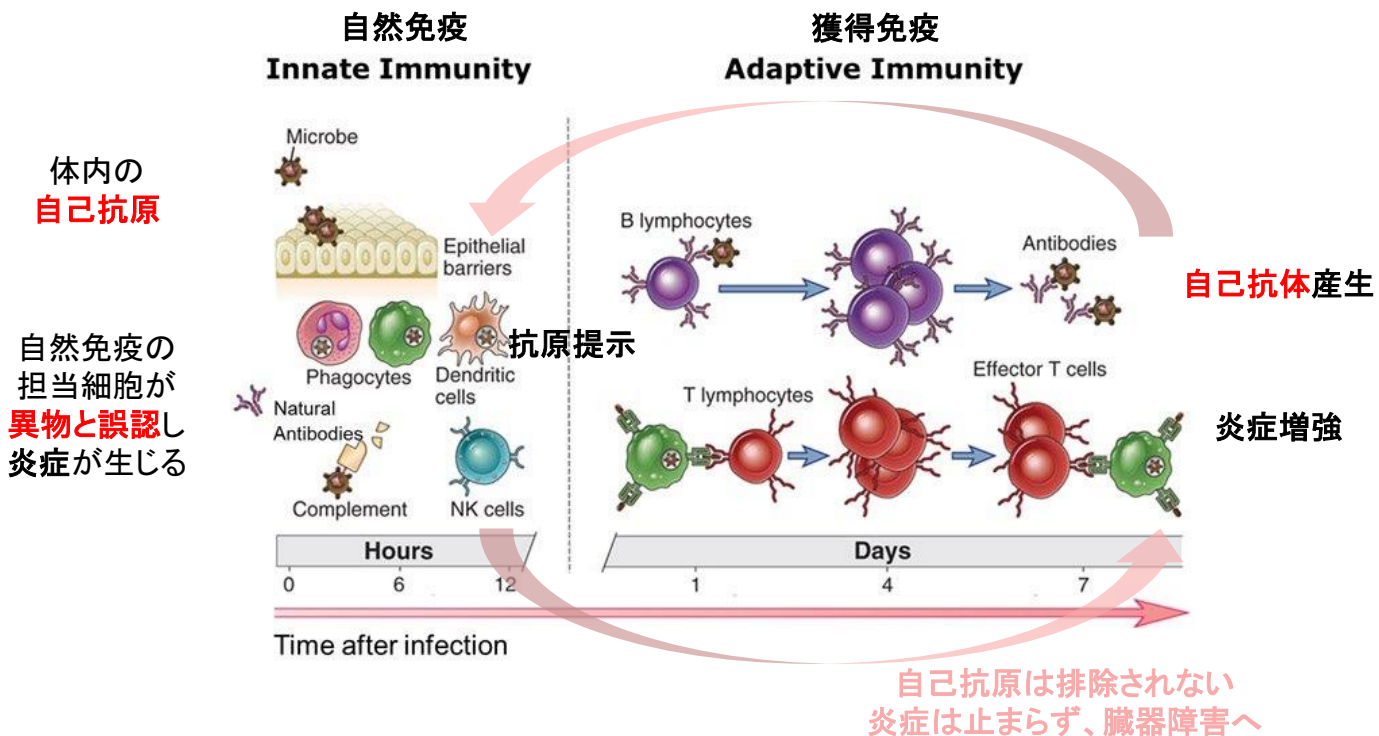 自然免疫
Innate Immunity
獲得免疫
Adaptive Immunity
体内の
自己抗原
自然免疫の
担当細胞が
異物と誤認し
炎症が生じる
Microbe
Epithelial
barriers
Phagocytes
Dendritic
cells
抗原提示
Natural
Antibodies
Complement
NK cells
B lymphocytes
Antibodies
自己抗体産生
T lymphocytes
Effector T cells
炎症増強
Hours
Days
0
6
12
1
4
7
Time after infection
自己抗原は排除されない
炎症は止まらず、臓器障害へ